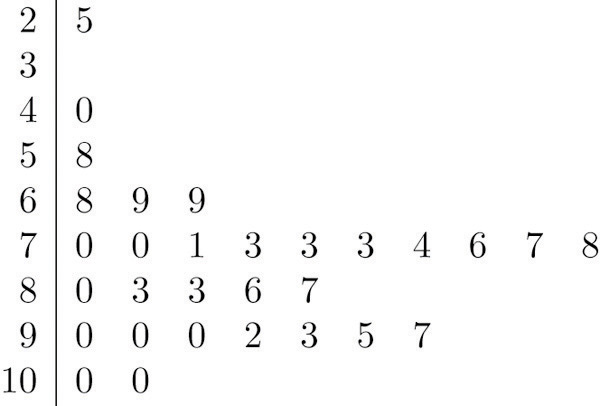 2 | 5
3 |
4 | 0
5 | 8
6 | 8 9 9
7 | 0 0 1 3 3 3 4 6 7 8
8 | 0 3 3 6 7
9 | 0 0 0 2 3 5 7
10 | 0 0